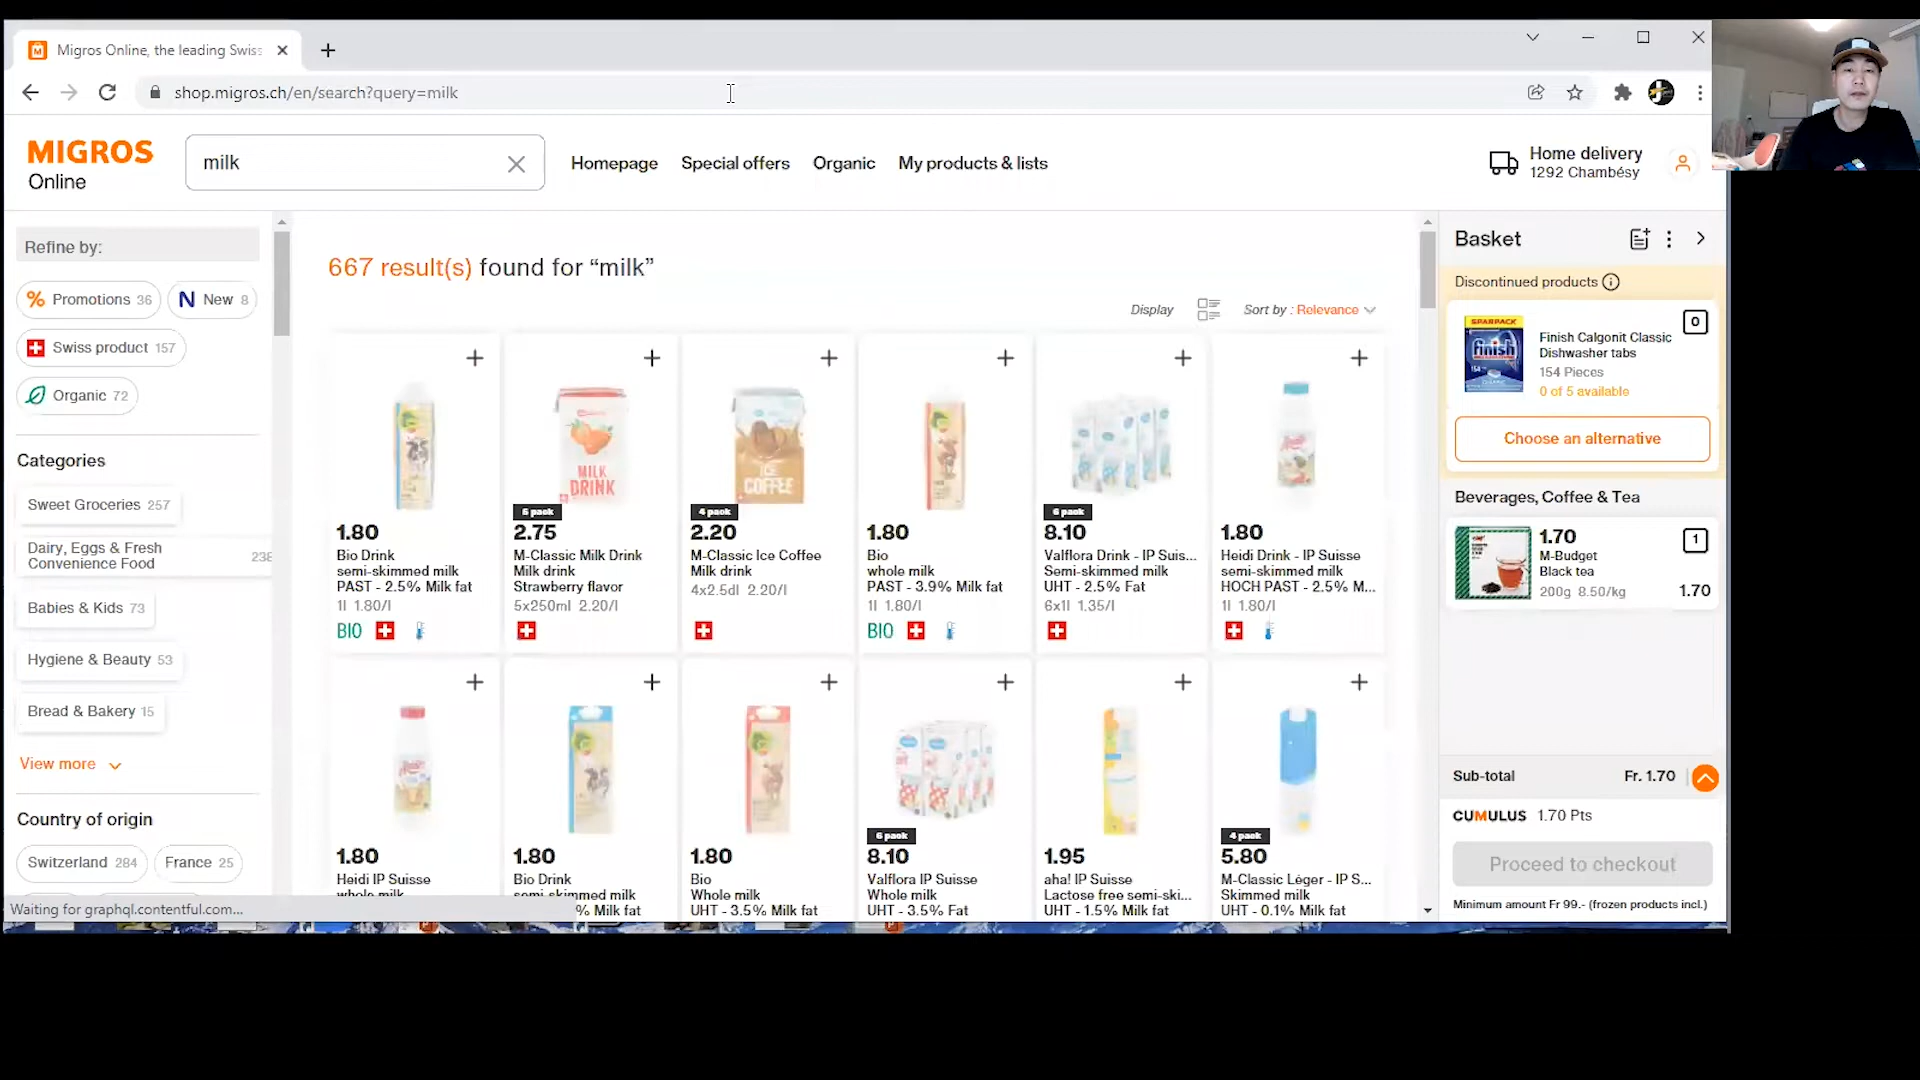 Migros Online, the leading Swiss
shop.migros.ch/en/search?query=milk
MIGROS
Online
milk
Homepage
Special offers
Organic
My products & lists
Home delivery
1292 Chambésy
Refine by:
Promotions 36
New 8
Swiss product 157
Organic 72
Categories
Sweet Groceries 257
Dairy, Eggs & Fresh
Convenience Food
238
Babies & Kids 73
Hygiene & Beauty 53
Bread & Bakery 15
View more
Country of origin
Switzerland 284
France 25
Waiting for graphql.contentful.com...
667 result(s) found for “milk”
Display
Sort by : Relevance
1.80
Bio Drink
semi-skimmed milk
PAST - 2.5% Milk fat
1l 1.80/l
BIO
MILK
DRINK
5 pack
2.75
M-Classic Milk Drink
Milk drink
Strawberry flavor
5x250ml 2.20/l
ICE
COFFEE
4 pack
2.20
M-Classic Ice Coffee
Milk drink
4x2.5dl 2.20/l
1.80
Bio
whole milk
PAST - 3.9% Milk fat
1l 1.80/l
BIO
6 pack
8.10
Valflora Drink - IP Suis...
Semi-skimmed milk
UHT - 2.5% Fat
6x1l 1.35/l
1.80
Heidi Drink - IP Suisse
semi-skimmed milk
HOCH PAST - 2.5% M...
1l 1.80/l
1.80
Heidi IP Suisse
whole milk
1.80
Bio Drink
semi-skimmed milk
% Milk fat
1.80
Bio
Whole milk
UHT - 3.5% Milk fat
6 pack
8.10
Valflora IP Suisse
Whole milk
UHT - 3.5% Fat
1.95
aha! IP Suisse
Lactose free semi-ski...
UHT - 1.5% Milk fat
4 pack
5.80
M-Classic Léger - IP S...
Skimmed milk
UHT - 0.1% Milk fat
Basket
Discontinued products
SPARPACK
finish
Finish Calgonit Classic
Dishwasher tabs
154 Pieces
0 of 5 available
0
Choose an alternative
Beverages, Coffee & Tea
1.70
M-Budget
Black tea
200g 8.50/kg
1
1.70
Sub-total
Fr. 1.70
CUMULUS 1.70 Pts
Proceed to checkout
Minimum amount Fr 99.- (frozen products incl.)